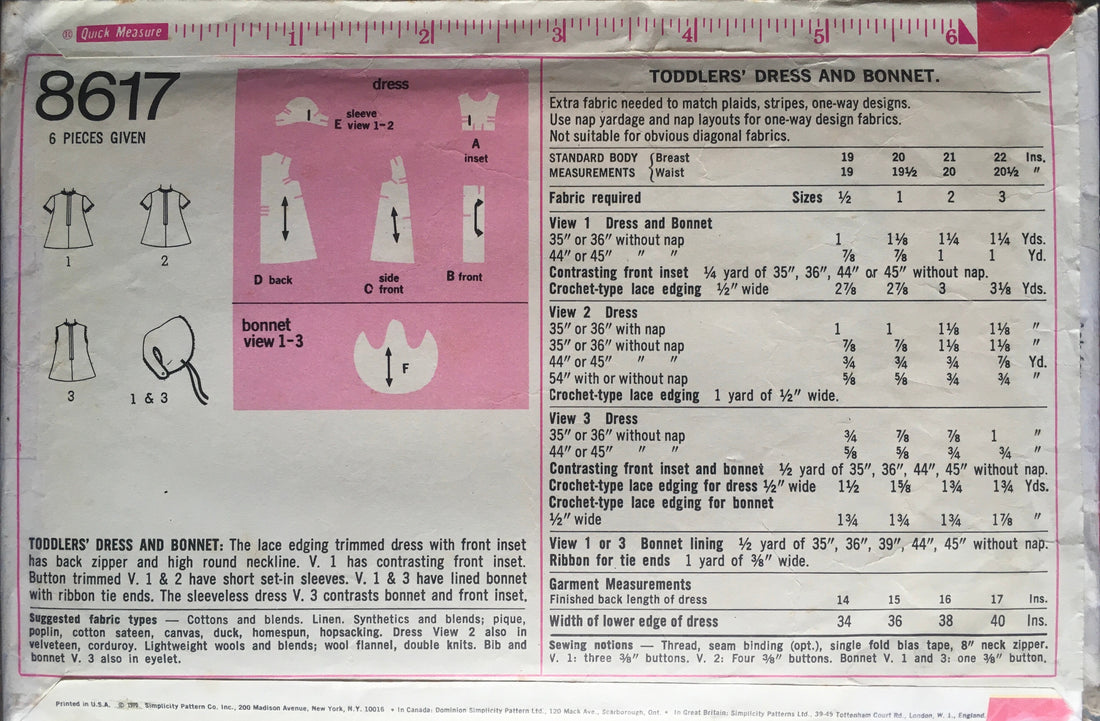 ® Quick Measure 1 2 3 4 5 6
8617
6 PIECES GIVEN
1
2
3
1 & 3
dress
E sleeve view 1-2
A
inset
D back
C side front
B front
bonnet
view 1-3
F
TODDLERS' DRESS AND BONNET: The lace edging trimmed dress with front inset
has back zipper and high round neckline. V. 1 has contrasting front inset.
Button trimmed V. 1 & 2 have short set-in sleeves. V. 1 & 3 have lined bonnet
with ribbon tie ends. The sleeveless dress V. 3 contrasts bonnet and front inset.
Suggested fabric types — Cottons and blends. Linen. Synthetics and blends; pique,
poplin, cotton sateen, canvas, duck, homespun, hopsacking. Dress View 2 also in
velveteen, corduroy. Lightweight wools and blends; wool flannel, double knits. Bib and
bonnet V. 3 also in eyelet.
TODDLERS' DRESS AND BONNET.
Extra fabric needed to match plaids, stripes, one-way designs.
Use nap yardage and nap layouts for one-way design fabrics.
Not suitable for obvious diagonal fabrics.
STANDARD BODY { Breast 19 20 21 22 Ins.
MEASUREMENTS { Waist 19 19½ 20 20½ "
Fabric required Sizes ½ 1 2 3
View 1 Dress and Bonnet
35" or 36" without nap 1 1⅛ 1¼ 1¼ Yds.
44" or 45" " " ⅞ ⅞ 1 1 Yd.
Contrasting front inset ¼ yard of 35", 36", 44" or 45" without nap.
Crochet-type lace edging ½" wide 2⅞ 2⅞ 3 3⅛ Yds.
View 2 Dress
35" or 36" with nap 1 1 1⅛ 1⅛ "
35" or 36" without nap ⅞ ⅞ 1⅛ 1⅛ "
44" or 45" " " ¾ ¾ ¾ ⅞ Yd.
54" with or without nap ⅝ ⅝ ¾ ¾ "
Crochet-type lace edging 1 yard of ½" wide.
View 3 Dress
35" or 36" without nap ¾ ⅞ ⅞ 1 "
44" or 45" " " ⅝ ⅝ ¾ ¾ "
Contrasting front inset and bonnet ½ yard of 35", 36", 44", 45" without nap.
Crochet-type lace edging for dress ½" wide 1½ 1⅝ 1¾ 1¾ Yds.
Crochet-type lace edging for bonnet
½" wide 1¾ 1¾ 1¾ 1⅞ "
View 1 or 3 Bonnet lining ½ yard of 35", 36", 39", 44", 45" without nap.
Ribbon for tie ends 1 yard of ⅜" wide.
Garment Measurements
Finished back length of dress 14 15 16 17 Ins.
Width of lower edge of dress 34 36 38 40 Ins.
Sewing notions — Thread, seam binding (opt.), single fold bias tape, 8" neck zipper.
V. 1: three ⅜" buttons. V. 2: Four ⅜" buttons. Bonnet V. 1 and 3: one ⅜" button.
Printed in U.S.A. © Simplicity Pattern Co. Inc., 200 Madison Avenue, New York, N.Y. 10016 • In Canada: Dominion Simplicity Pattern Ltd., 120 Mack Ave., Scarborough, Ont. • In Great Britain: Simplicity Patterns Ltd., 39-45 Tottenham Court Rd., London, W. 1., England.